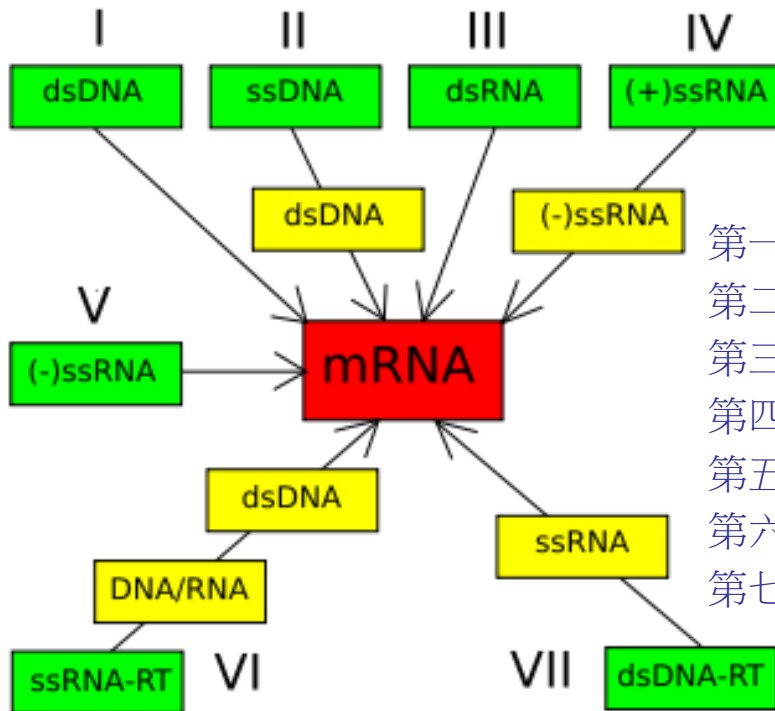 I II III IV
dsDNA ssDNA dsRNA (+)ssRNA
dsDNA (-)ssRNA
V
(-)ssRNA mRNA
dsDNA
ssRNA
DNA/RNA
ssRNA-RT VI VII dsDNA-RT
第一
第二
第三
第四
第五
第六
第七